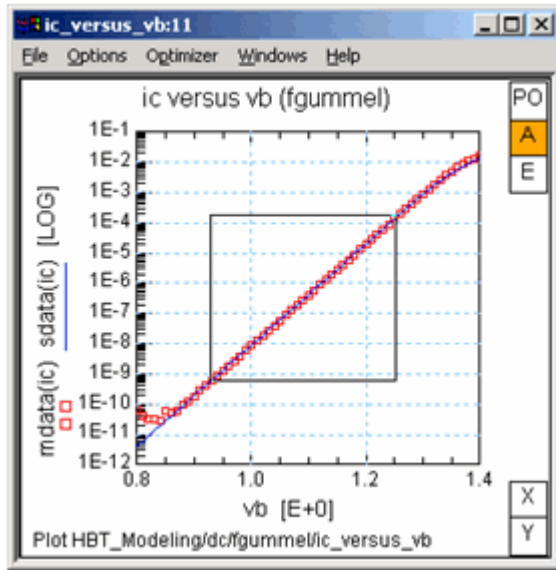 ic_versus_vb:11
File Options Optimizer Windows Help
ic versus vb (fgummel)
PO
A
E
1E-1
1E-2
1E-3
1E-4
1E-5
1E-6
1E-7
1E-8
1E-9
1E-10
1E-11
1E-12
mdata(ic) sdata(ic) [LOG]
0.8 1.0 1.2 1.4
vb [E+0]
X
Y
Plot HBT_Modeling/dc/fgummel/ic_versus_vb